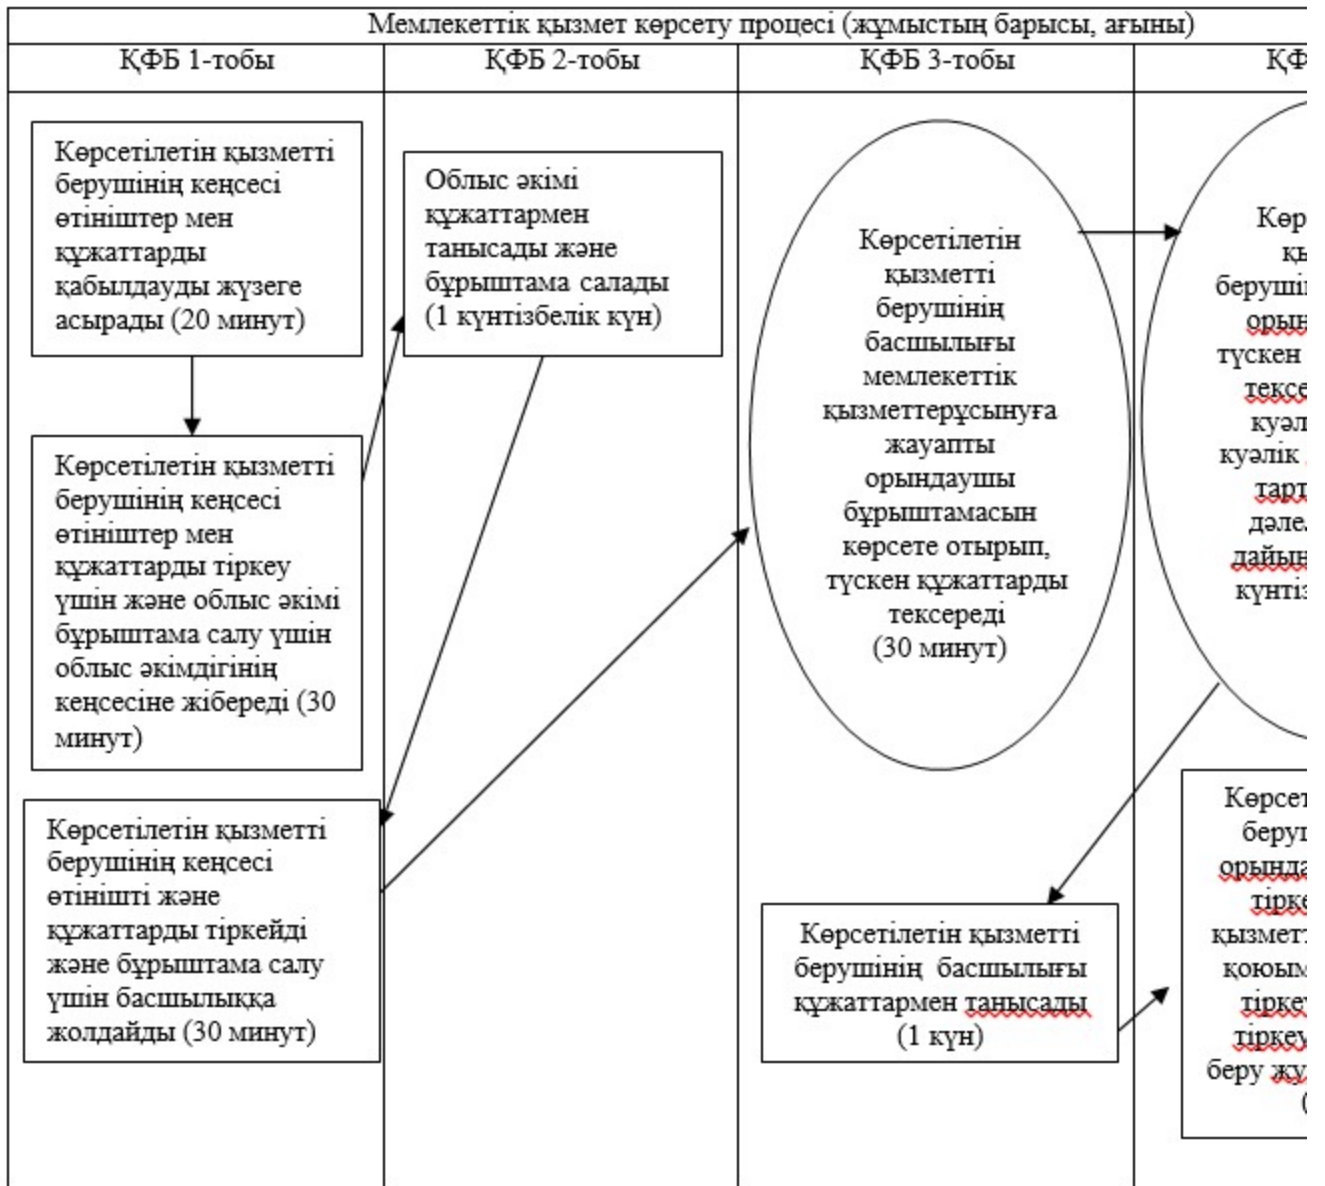 Мемлекеттік қызмет көрсету процесі (жұмыстың барысы, ағыны)
ҚФБ 1-тобы
ҚФБ 2-тобы
ҚФБ 3-тобы
Көрсетілетін қызметті
берушінің кеңсесі
өтініштер мен
құжаттарды
қабылдауды жүзеге
асырады (20 минут)
Көрсетілетін қызметті
берушінің кеңсесі
өтініштер мен
құжаттарды тіркеу
үшін және облыс әкімі
бұрыштама салу үшін
облыс әкімдігінің
кеңсесіне жібереді (30
минут)
Көрсетілетін қызметті
берушінің кеңсесі
өтінішті және
құжаттарды тіркейді
және бұрыштама салу
үшін басшылыққа
жолдайды (30 минут)
Облыс әкімі
құжаттармен
танысады және
бұрыштама салады
(1 күнтізбелік күн)
Көрсетілетін
қызметті
берушінің
басшылығы
мемлекеттік
қызметтерұсынуға
жауапты
орындаушы
бұрыштамасын
көрсете отырып,
түскен құжаттарды
тексереді
(30 минут)
Көрсетілетін қызметті
берушінің басшылығы
құжаттармен танысады
(1 күн)
түскен
куәлік
беру